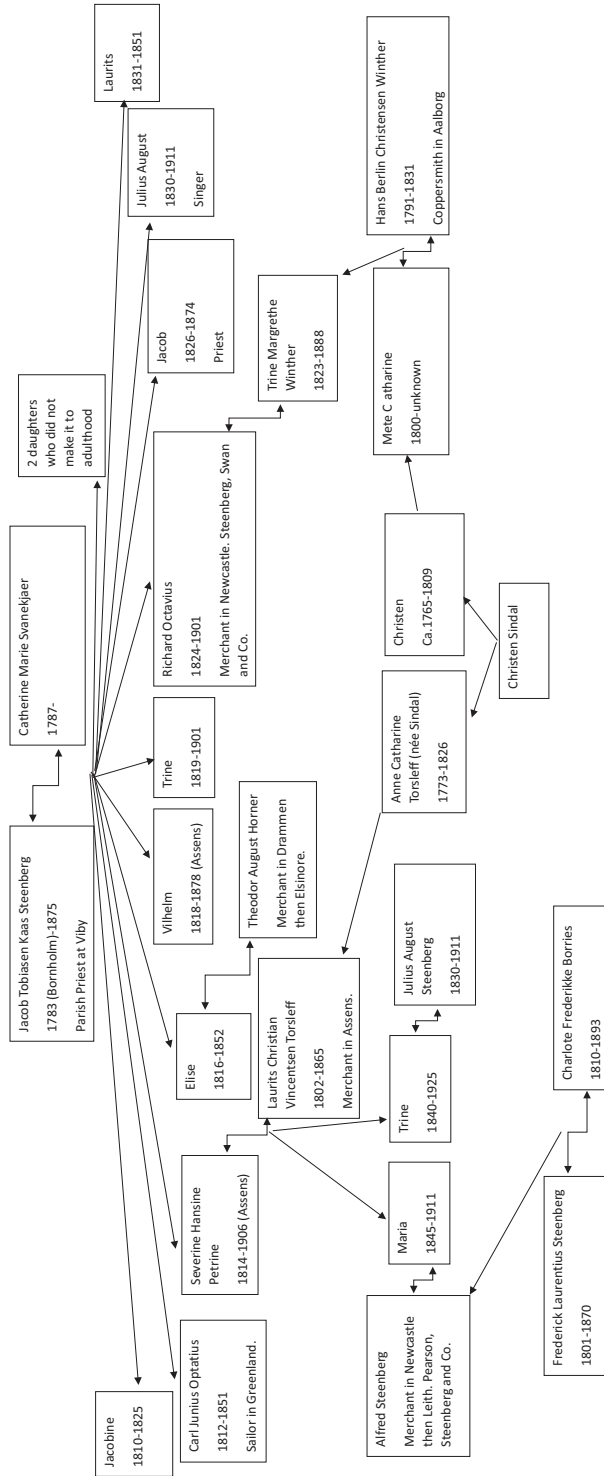 Jacob Tobiasen Kaas Steenberg
1783 (Bornholm)-1875
Parish Priest at Viby
Catherine Marie Svanekjaer
1787-
2 daughters
who did not
make it to
adulthood
Jacobine
1810-1825
Carl Junius Optatius
1812-1851
Sailor in Greenland.
Severine Hansine
Petrine
1814-1906 (Assens)
Elise
1816-1852
Vilhelm
1818-1878 (Assens)
Trine
1819-1901
Richard Octavius
1824-1901
Merchant in Newcastle. Steenberg, Swan
and Co.
Jacob
1826-1874
Priest
Julius August
1830-1911
Singer
Laurits
1831-1851
Laurits Christian
Vincentsen Torsleff
1802-1865
Merchant in Assens.
Theodor August Horner
Merchant in Drammen
then Elsinore.
Trine Margrethe
Winther
1823-1888
Alfred Steenberg
Merchant in Newcastle
then Leith. Pearson,
Steenberg and Co.
Maria
1845-1911
Trine
1840-1925
Julius August
Steenberg
1830-1911
Anne Catharine
Torsleff (née Sindal)
1773-1826
Christen
Ca.1765-1809
Mete C atharine
1800-unknown
Hans Berlin Christensen Winther
1791-1831
Coppersmith in Aalborg
Christen Sindal
Frederick Laurentius Steenberg
1801-1870
Charlote Frederikke Borries
1810-1893